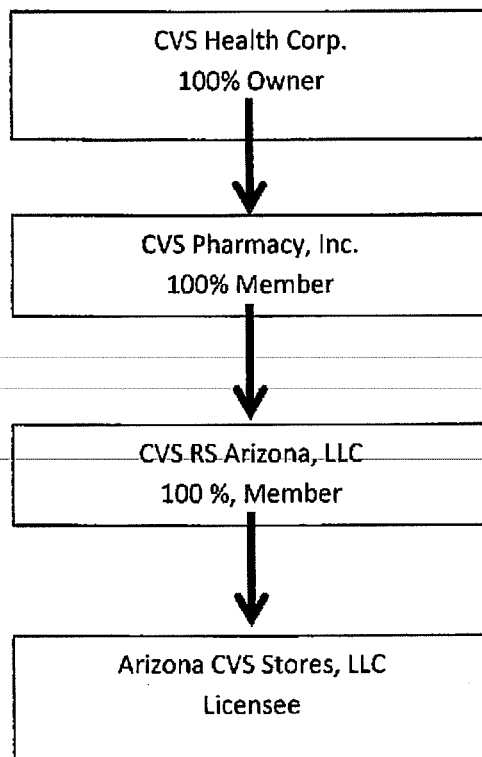 CVS Health Corp.
100% Owner
CVS Pharmacy, Inc.
100% Member
CVS RS Arizona, LLC
100 %, Member
Arizona CVS Stores, LLC
Licensee